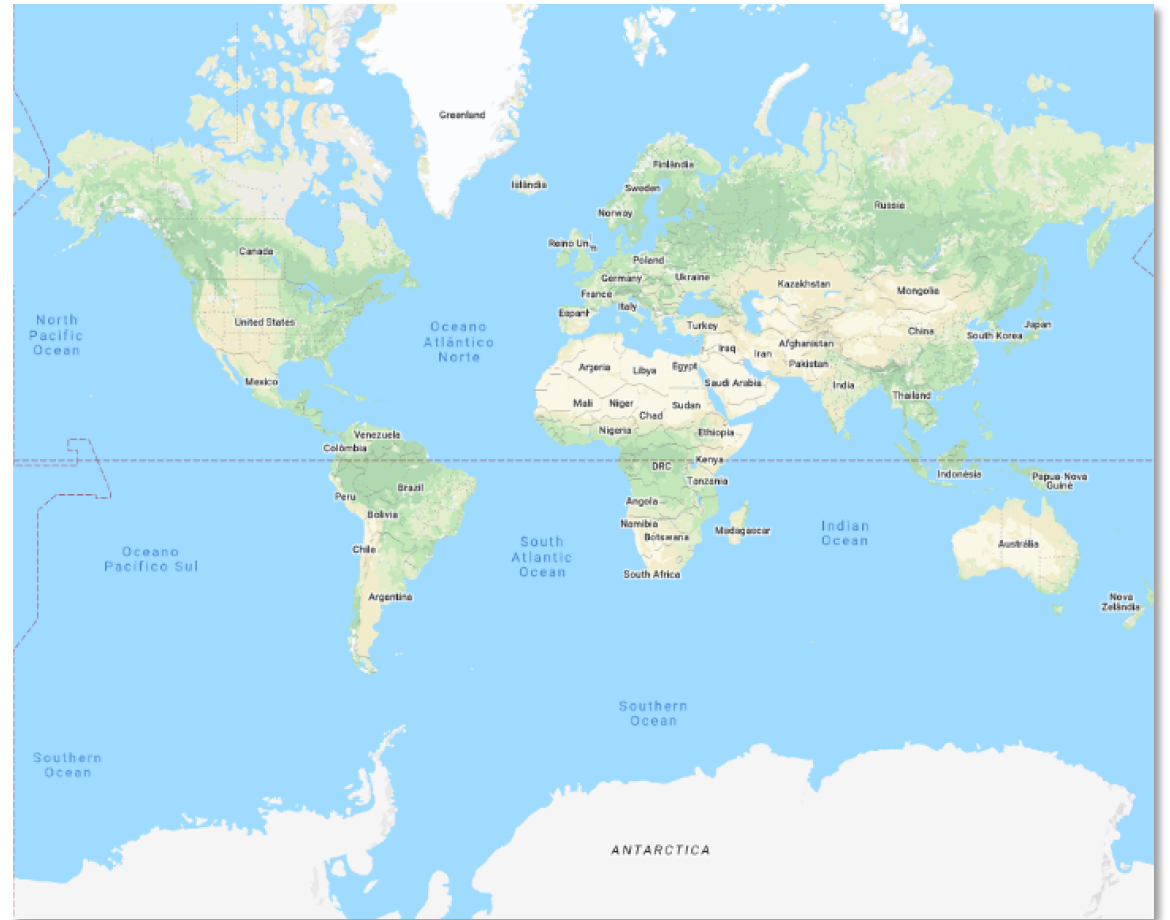 Greenland
Finlândia
Islândia
Sweden
Russia
Norway
Reino Un
Canada
Poland
Germany
Ukraine
Kazakhstan
Mongolia
France
Italy
Espanh
North
Pacific
Ocean
United States
Oceano
Atlântico
Norte
Turkey
China
Japan
South Korea
Iraq
Iran
Afghanistan
Pakistan
Mexico
Libya
Egypt
Saudi Arabia
India
Thailand
Mali
Niger
Chad
Sudan
Nigeria
Ethiopia
Venezuela
Colômbia
Kenya
DRC
Tanzania
Indonésia
Papua-Nova
Guiné
Peru
Brazil
Bolivia
Angola
Namibia
Botswana
Madagascar
Indian
Ocean
Chile
Oceano
Pacífico Sul
South
Atlantic
Ocean
Austrália
South Africa
Argentina
Nova
Zelândia
Southern
Ocean
Southern
Ocean
ANTARCTICA